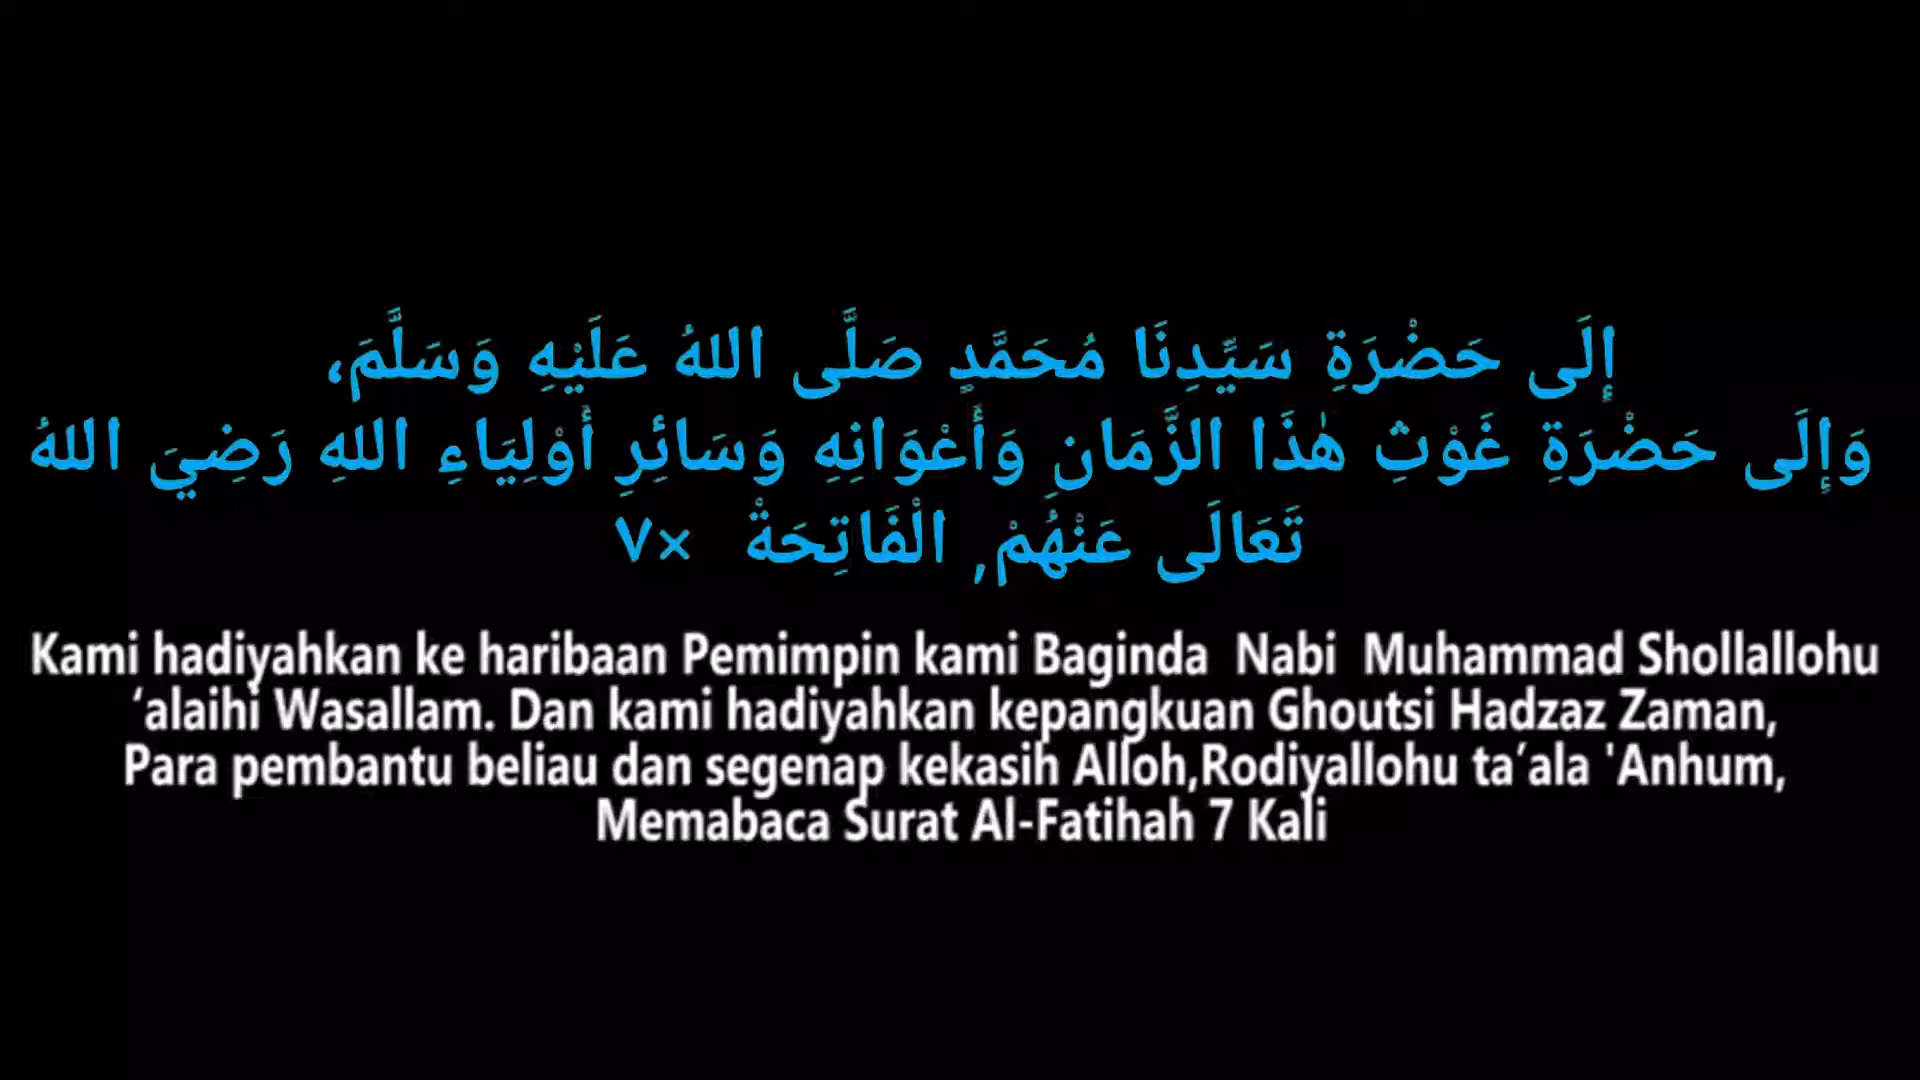 إِلَى حَضْرَةِ سَيِّدِنَا مُحَمَّدٍ صَلَّى اللهُ عَلَيْهِ وَسَلَّمَ،
وَإِلَى حَضْرَةِ غَوْثِ هٰذَا الزَّمَانِ وَأَعْوَانِهِ وَسَائِرِ أَوْلِيَاءِ اللهِ رَضِيَ اللهُ
تَعَالَى عَنْهُمْ, الْفَاتِحَةْ ×٧
Kami hadiyahkan ke haribaan Pemimpin kami Baginda Nabi Muhammad Shollallohu
‘alaihi Wasallam. Dan kami hadiyahkan kepangkuan Ghoutsi Hadzaz Zaman,
Para pembantu beliau dan segenap kekasih Alloh,Rodiyallohu ta’ala 'Anhum,
Memabaca Surat Al-Fatihah 7 Kali